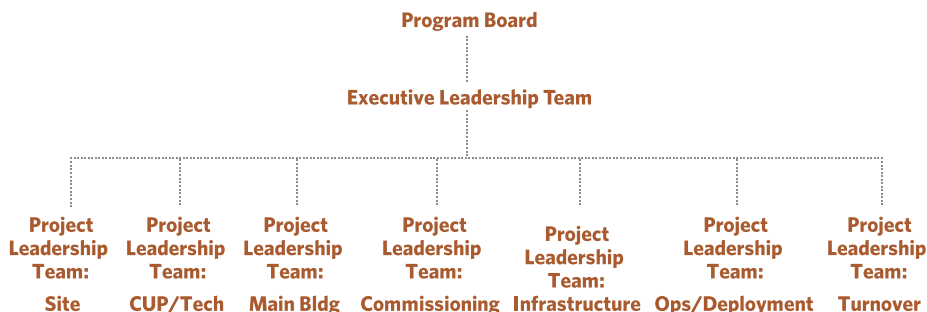 Program Board
Executive Leadership Team
Project
Leadership
Team:
Site
Project
Leadership
Team:
CUP/Tech
Project
Leadership
Team:
Main Bldg
Project
Leadership
Team:
Commissioning
Project
Leadership
Team:
Infrastructure
Project
Leadership
Team:
Ops/Deployment
Project
Leadership
Team:
Turnover